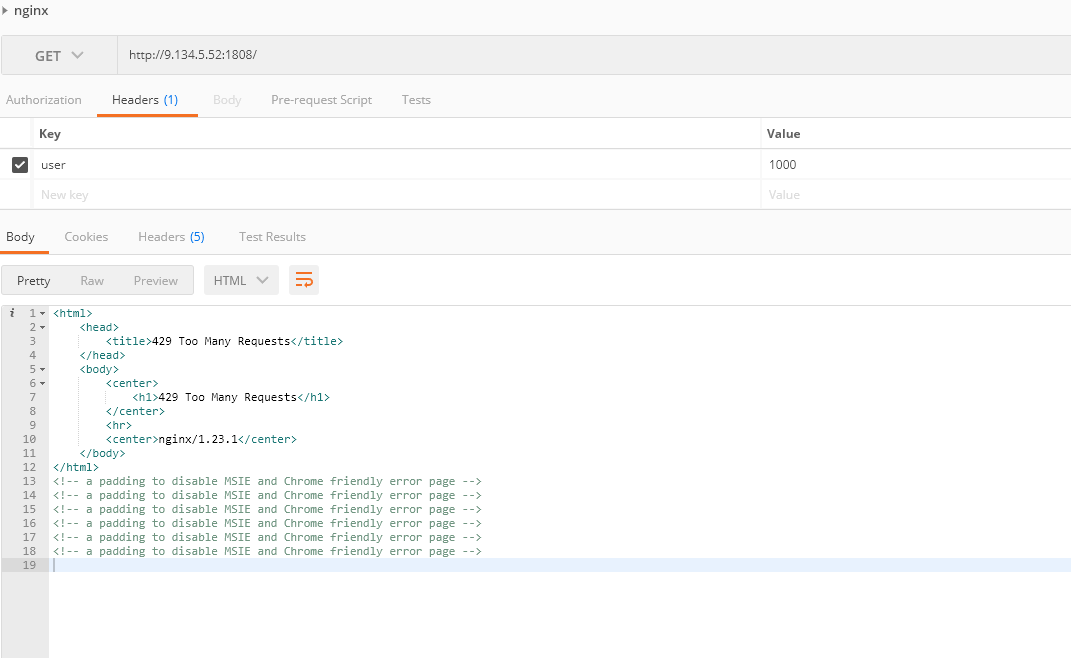 nginx
GET http://9.134.5.52:1808/
Authorization Headers (1) Body Pre-request Script Tests
Key Value
user 1000
New key Value
Body Cookies Headers (5) Test Results
Pretty Raw Preview HTML
i 1 <html>
2 <head>
3 <title>429 Too Many Requests</title>
4 </head>
5 <body>
6 <center>
7 <h1>429 Too Many Requests</h1>
8 </center>
9 <hr>
10 <center>nginx/1.23.1</center>
11 </body>
12 </html>
13 <!-- a padding to disable MSIE and Chrome friendly error page -->
14 <!-- a padding to disable MSIE and Chrome friendly error page -->
15 <!-- a padding to disable MSIE and Chrome friendly error page -->
16 <!-- a padding to disable MSIE and Chrome friendly error page -->
17 <!-- a padding to disable MSIE and Chrome friendly error page -->
18 <!-- a padding to disable MSIE and Chrome friendly error page -->
19